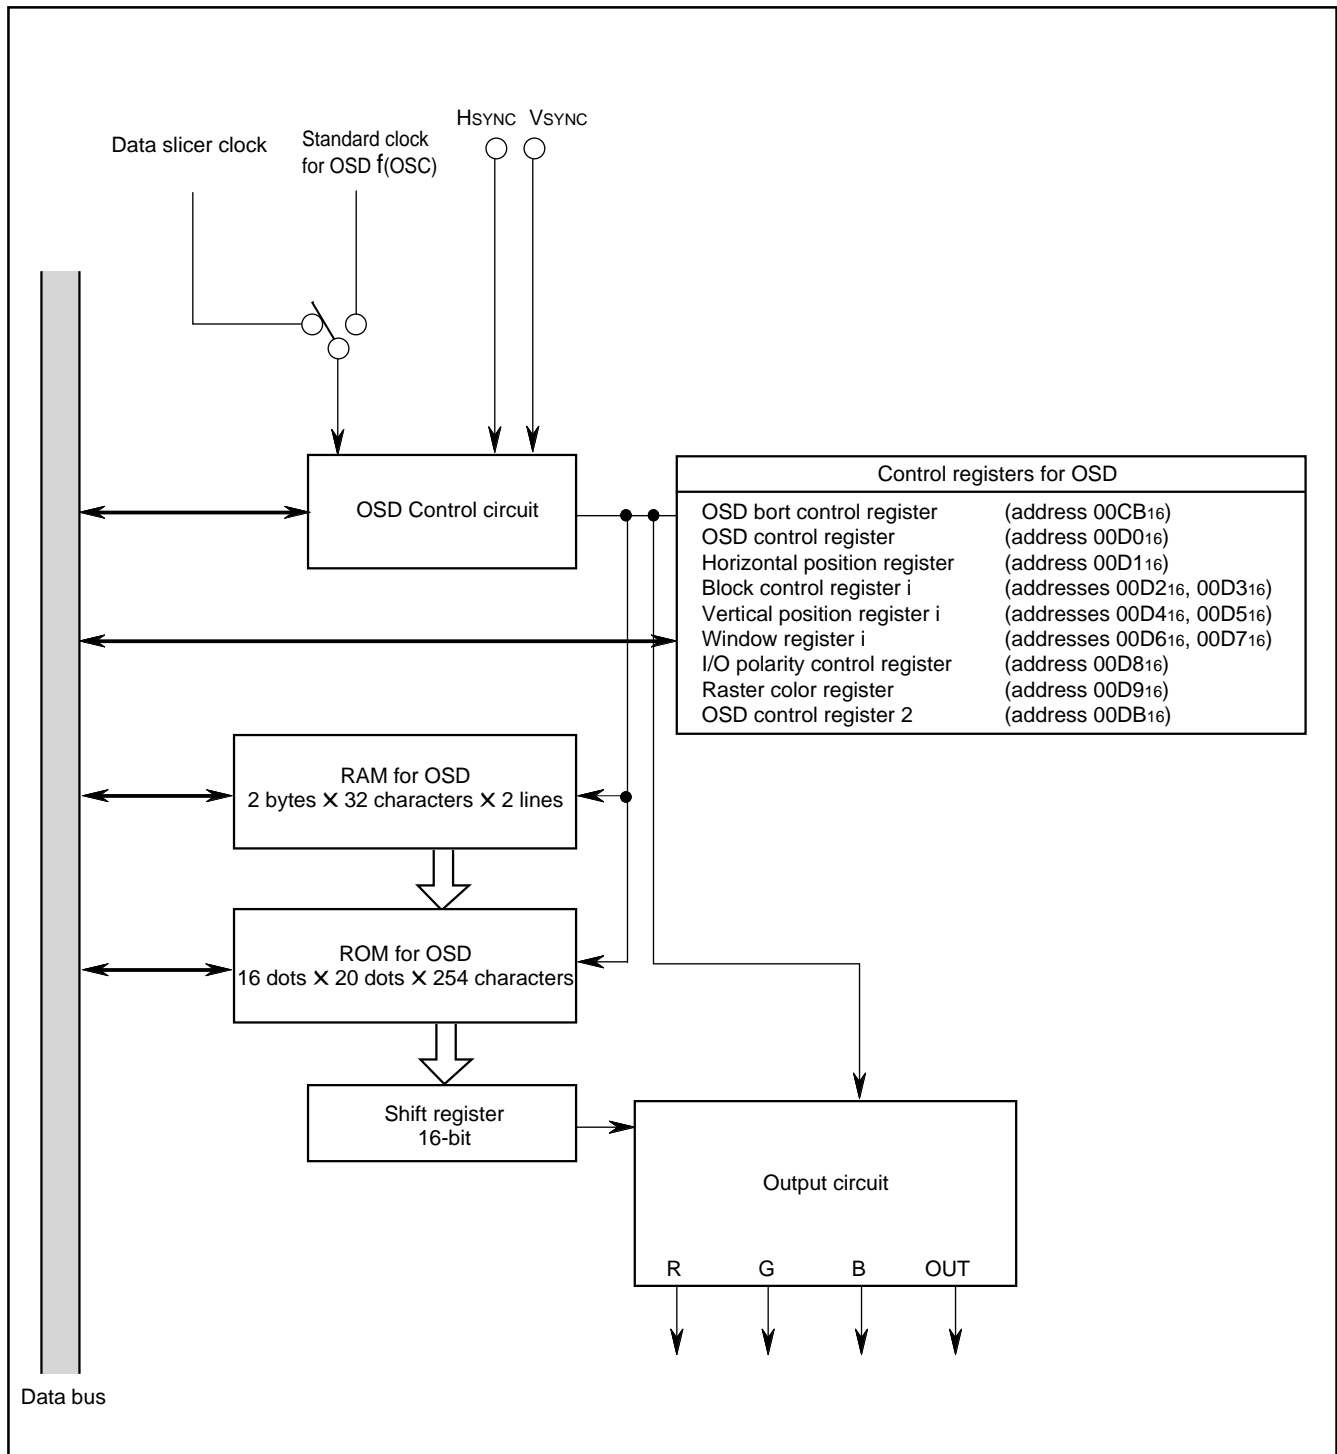 HSYNC VSYNC
Data slicer clock
Standard clock
for OSD f(OSC)
OSD Control circuit
Control registers for OSD
OSD bort control register (address 00CB16)
OSD control register (address 00D016)
Horizontal position register (address 00D116)
Block control register i (addresses 00D216, 00D316)
Vertical position register i (addresses 00D416, 00D516)
Window register i (addresses 00D616, 00D716)
I/O polarity control register (address 00D816)
Raster color register (address 00D916)
OSD control register 2 (address 00DB16)
RAM for OSD
2 bytes × 32 characters × 2 lines
ROM for OSD
16 dots × 20 dots × 254 characters
Shift register
16-bit
Output circuit
R G B OUT
Data bus